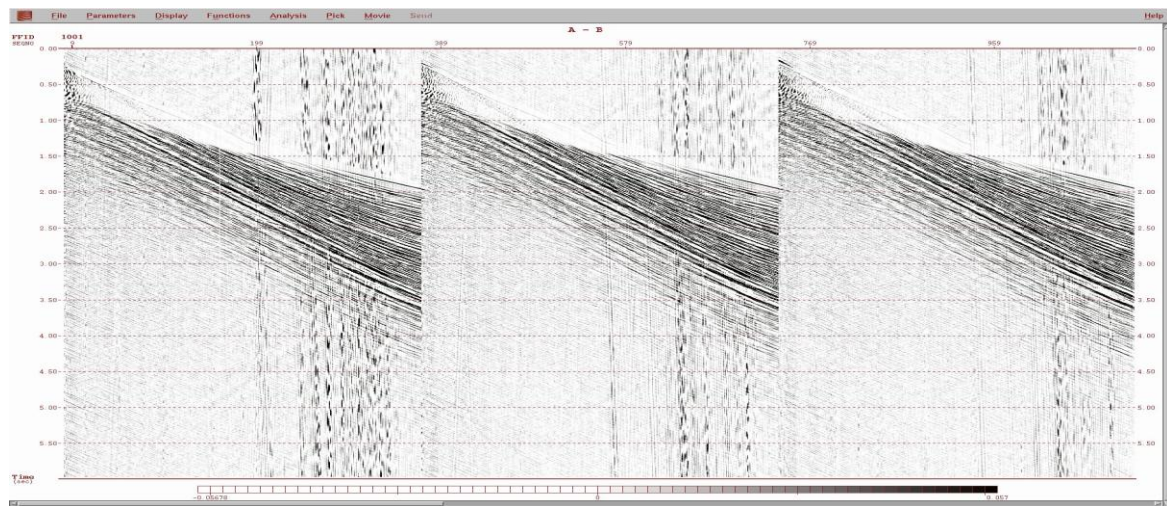 File Parameters Display Functions Analysis Pick Movie Send Help
A - B
FFID 1001
SEQNO 9 199 389 579 769 959
0.00 0.00
0.50 0.50
1.00 1.00
1.50 1.50
2.00 2.00
2.50 2.50
3.00 3.00
3.50 3.50
4.00 4.00
4.50 4.50
5.00 5.00
5.50 5.50
Time
(sec)
-0.05678 0 0.057